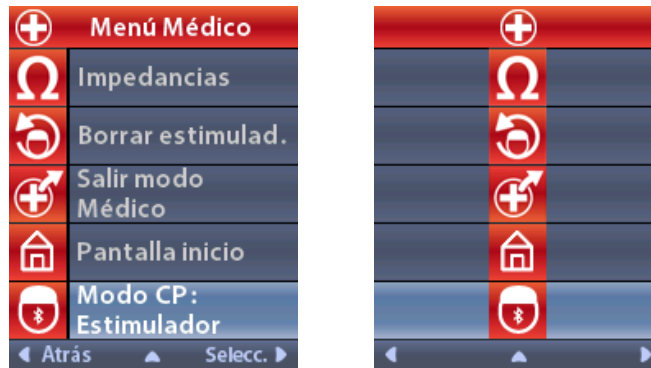 Menú Médico
Impedancias
Borrar estimulad.
Salir modo
Médico
Pantalla inicio
Modo CP:
Estimulador
Atrás Selecc.